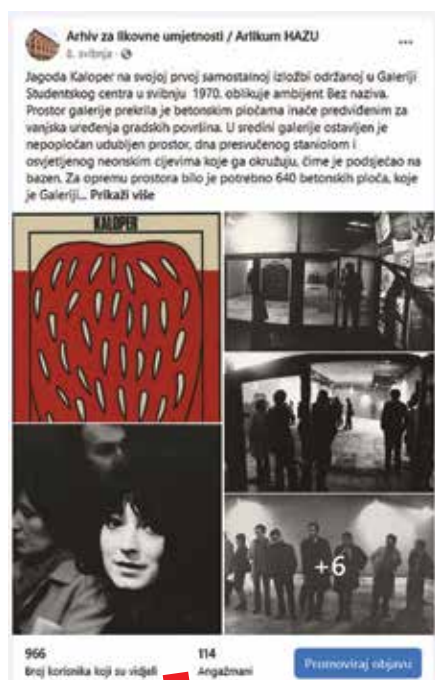 Arhiv za likovne umjetnosti / Arlikum HAZU
8. svibnja ·
Jagoda Kaloper na svojoj prvoj samostalnoj izložbi održanoj u Galeriji
Studentskog centra u svibnju 1970. oblikuje ambijent Bez naziva.
Prostor galerije prekrila je betonskim pločama inače predviđenim za
vanjska uređenja gradskih površina. U sredini galerije ostavljen je
nepopločan udubljen prostor, dna presvučenog staniolom i
osvjetljenog neonskim cijevima koje ga okružuju, čime je podsjećao na
bazen. Za opremu prostora bilo je potrebno 640 betonskih ploča, koje
je Galeriji... Prikaži više
KALOPER
+6
966
Broj korisnika koji su vidjeli
114
Angažmani
Promoviraj objavu